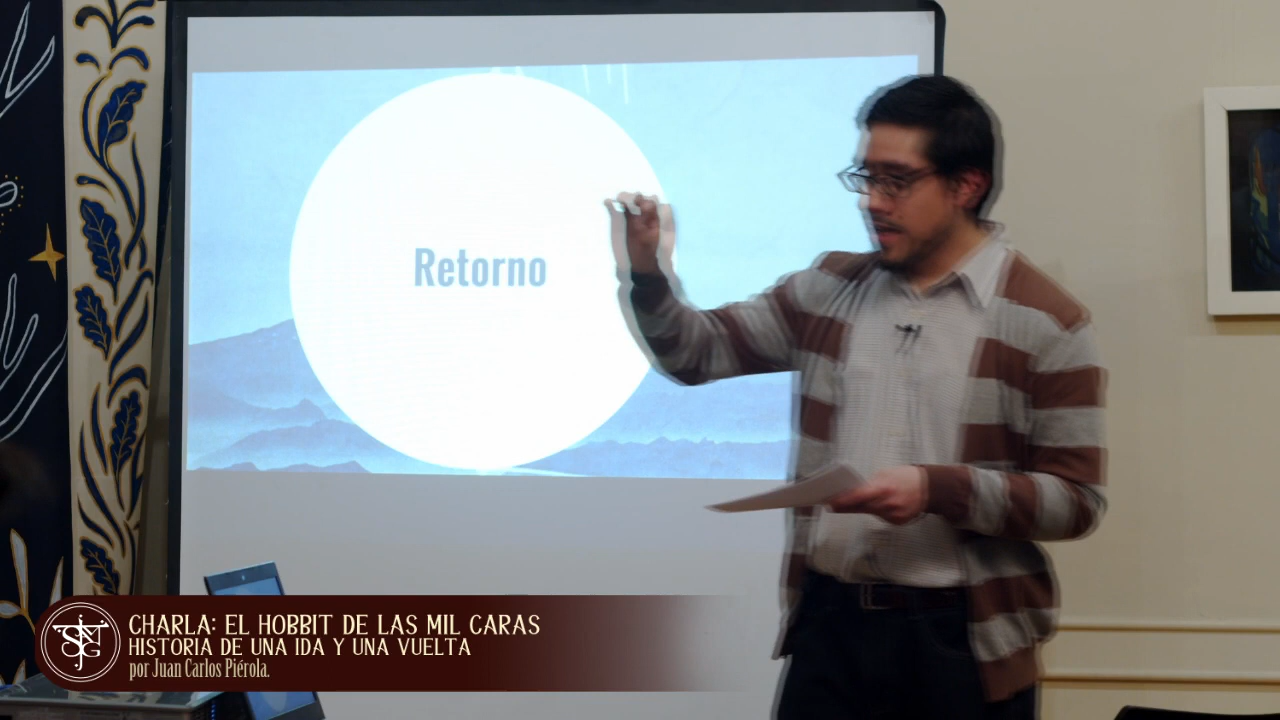 Retorno
CHARLA: EL HOBBIT DE LAS MIL CARAS
HISTORIA DE UNA IDA Y UNA VUELTA
por Juan Carlos Piérola.